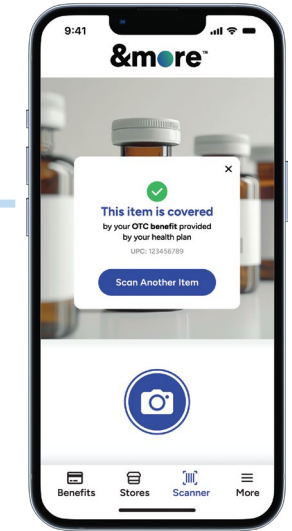 9:41
&more™
This item is covered
by your OTC benefit provided
by your health plan
UPC: 123456789
Scan Another Item
Benefits Stores Scanner More